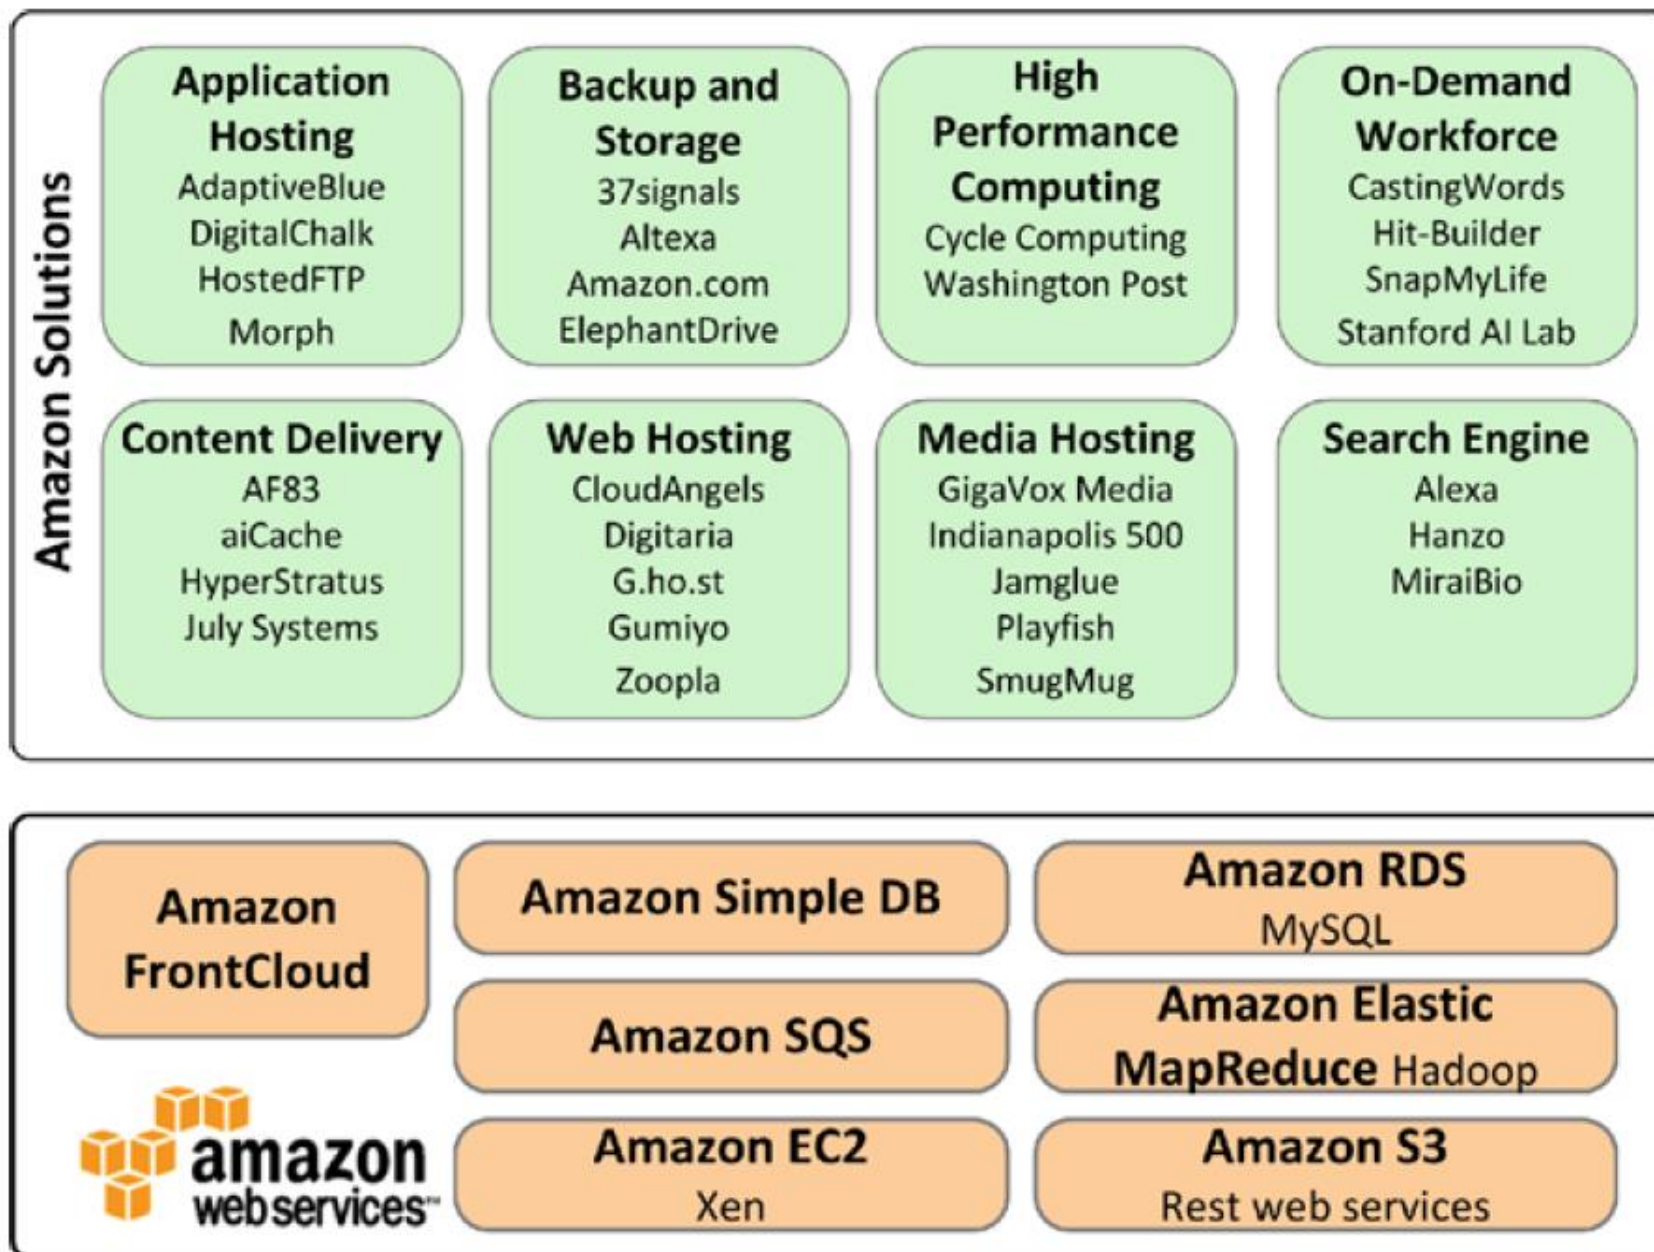 Amazon Solutions
Application
Hosting
AdaptiveBlue
DigitalChalk
HostedFTP
Morph
Backup and
Storage
37signals
Altexa
Amazon.com
ElephantDrive
High
Performance
Computing
Cycle Computing
Washington Post
On-Demand
Workforce
CastingWords
Hit-Builder
SnapMyLife
Stanford AI Lab
Content Delivery
AF83
aiCache
HyperStratus
July Systems
Web Hosting
CloudAngels
Digitaria
G.ho.st
Gumiyo
Zoopla
Media Hosting
GigaVox Media
Indianapolis 500
Jamglue
Playfish
SmugMug
Search Engine
Alexa
Hanzo
MiraiBio
Amazon
FrontCloud
Amazon Simple DB
Amazon RDS
MySQL
Amazon SQS
Amazon Elastic
MapReduce Hadoop
amazon
webservices™
Amazon EC2
Xen
Amazon S3
Rest web services